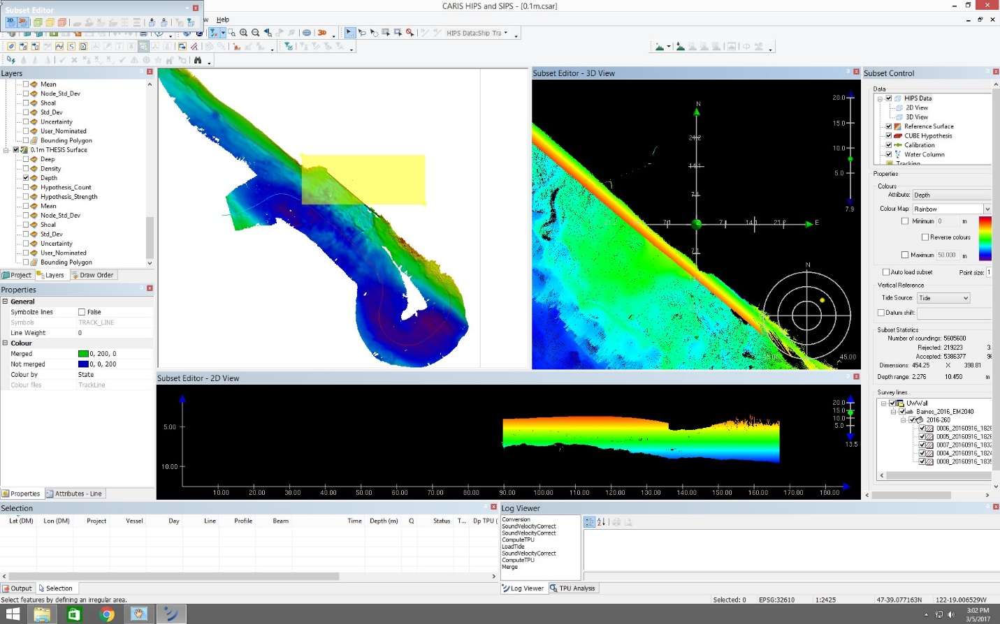 Subset Editor
CARIS HIPS and SIPS - [0.1m.csar]
w Help
2D 3D
3D
HIPS Data:Ship Tra
Layers
Mean
Node_Std_Dev
Shoal
Std_Dev
Uncertainty
User_Nominated
Bounding Polygon
0.1m THESIS Surface
Deep
Density
Depth
Hypothesis_Count
Hypothesis_Strength
Mean
Node_Std_Dev
Shoal
Std_Dev
Uncertainty
User_Nominated
Bounding Polygon
Project Layers Draw Order
Properties
General
Symbolize lines False
Symbols TRACK_LINE
Line Weight 0
Colour
Merged 0, 200, 0
Not merged 0, 0, 200
Colour by State
Colour files TrackLine
Properties Attributes - Line
Subset Editor - 3D View
N
21.2
14.1
7.1
7.1 7.1 14.1 21.2 E
7.1
20.0
15.0
10.0
5.0
7.9
N
45.00
Subset Editor - 2D View
5.00
10.00
10.00 20.00 30.00 40.00 50.00 60.00 70.00 80.00 90.00 100.00 110.00 120.00 130.00 140.00 150.00 160.00 170.00 180.00
20.0
15.0
10.0
5.0
13.5
Subset Control
Data
HIPS Data
2D View
3D View
Reference Surface
CUBE Hypothesis
Calibration
Water Column
Tracking
Properties
Colours
Attribute: Depth
Colour Map: Rainbow
Minimum 0 m
Reverse colours
Maximum 50.000 m
Auto load subset Point size: 1
Vertical Reference
Tide Source: Tide
Datum shift:
Subset Statistics
Number of soundings: 5605600
Rejected: 219223 3.
Accepted: 5386377
Dimensions: 454.25 X 398.81
Depth range: 2.276 10.450 m
Survey lines
UWWall
Barnes_2016_EM2040
2016-260
0006_20160916_1828
0005_20160916_1826
0007_20160916_1832
0004_20160916_1824
0008_20160916_1835
Selection
Lat (DM) Lon (DM) Project Vessel Day Line Profile Beam Time Depth (m) Q Status T... Dp TPU (
Output Selection
Log Viewer
Conversion
SoundVelocityCorrect
SoundVelocityCorrect
ComputeTPU
LoadTide
SoundVelocityCorrect
ComputeTPU
Merge
Log Viewer TPU Analysis
Select features by defining an irregular area.
Selected: 0 EPSG:32610 1:2425 47-39.077163N 122-19.006529W
3:02 PM
3/5/2017